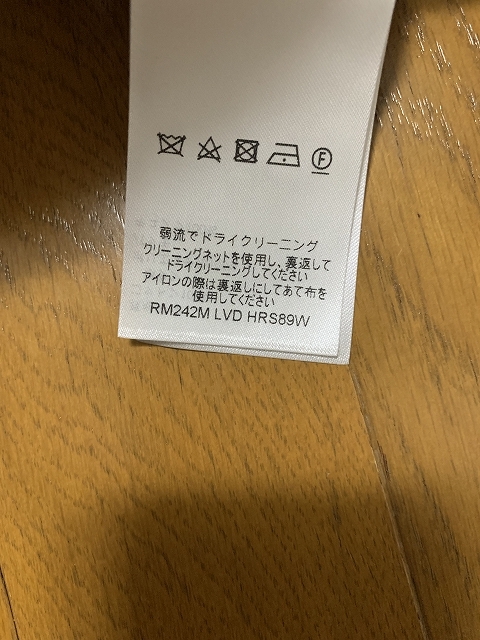 F
弱流でドライクリーニング
クリーニングネットを使用し、裏返して
ドライクリーニングしてください
アイロンの際は裏返しにしてあて布を
使用してください
RM242M LVD HRS89W